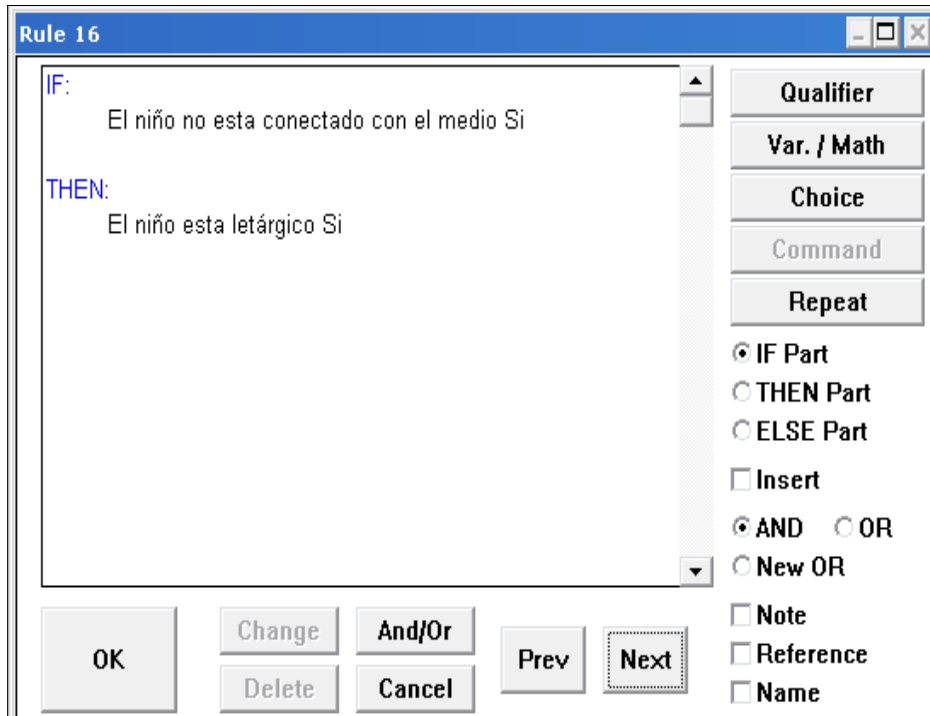 Rule 16
IF:
El niño no esta conectado con el medio Si
THEN:
El niño esta letárgico Si
Qualifier
Var. / Math
Choice
Command
Repeat
IF Part
THEN Part
ELSE Part
Insert
AND OR
New OR
Note
Reference
Name
OK
Change
And/Or
Delete
Cancel
Prev
Next